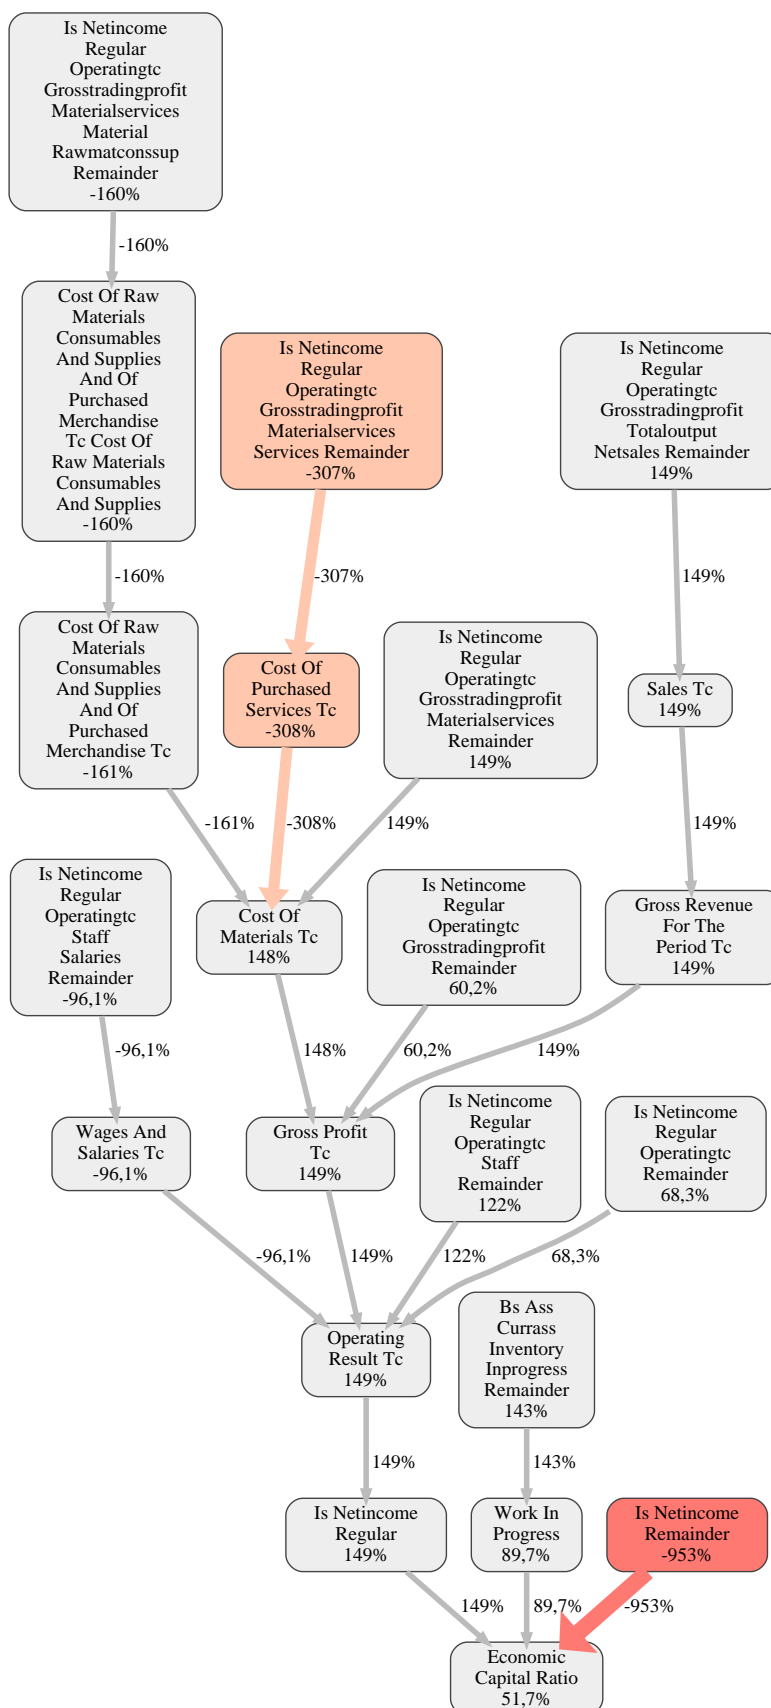 Is Netincome
Regular
Operatingtc
Grosstradingprofit
Materialservices
Material
Rawmatconssup
Remainder
-160%
-160%
Cost Of Raw
Materials
Consumables
And Supplies
And Of
Purchased
Merchandise
Tc Cost Of
Raw Materials
Consumables
And Supplies
-160%
Is Netincome
Regular
Operatingtc
Grosstradingprofit
Materialservices
Services Remainder
-307%
Is Netincome
Regular
Operatingtc
Grosstradingprofit
Totaloutput
Netsales Remainder
149%
-160%
-307%
149%
Cost Of Raw
Materials
Consumables
And Supplies
And Of
Purchased
Merchandise Tc
-161%
Cost Of
Purchased
Services Tc
-308%
Is Netincome
Regular
Operatingtc
Grosstradingprofit
Materialservices
Remainder
149%
Sales Tc
149%
-161%
-308%
149%
149%
Is Netincome
Regular
Operatingtc
Staff
Salaries
Remainder
-96,1%
Cost Of
Materials Tc
148%
Is Netincome
Regular
Operatingtc
Grosstradingprofit
Remainder
60,2%
Gross Revenue
For The
Period Tc
149%
-96,1%
148%
60,2%
149%
Wages And
Salaries Tc
-96,1%
Gross Profit
Tc
149%
Is Netincome
Regular
Operatingtc
Staff
Remainder
122%
Is Netincome
Regular
Operatingtc
Remainder
68,3%
-96,1%
149%
122%
68,3%
Operating
Result Tc
149%
Bs Ass
Currass
Inventory
Inprogress
Remainder
143%
149%
143%
Is Netincome
Regular
149%
Work In
Progress
89,7%
Is Netincome
Remainder
-953%
149%
89,7%
-953%
Economic
Capital Ratio
51,7%